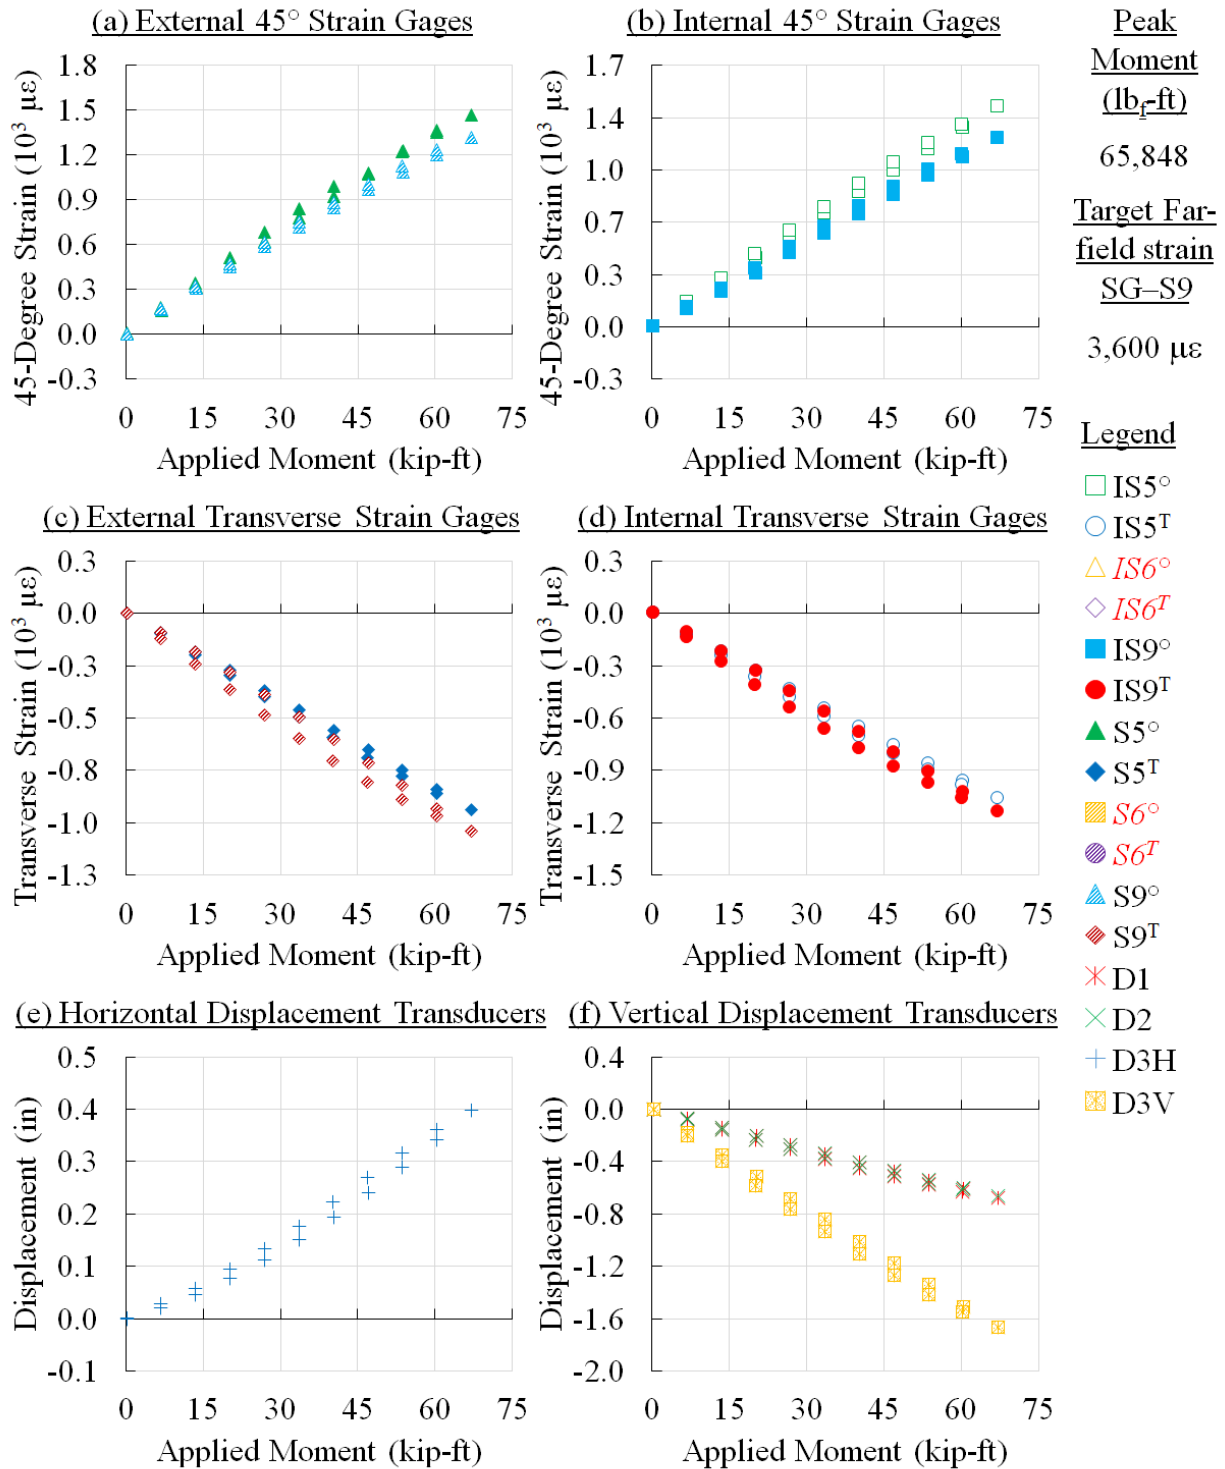 (a) External 45° Strain Gages
45-Degree Strain (10³ με)
1.8
1.5
1.2
0.9
0.6
0.3
0.0
-0.3
0 15 30 45 60 75
Applied Moment (kip-ft)
(b) Internal 45° Strain Gages
45-Degree Strain (10³ με)
1.7
1.4
1.0
0.7
0.3
0.0
-0.3
0 15 30 45 60 75
Applied Moment (kip-ft)
Peak
Moment
(lbf-ft)
65,848
Target Far-
field strain
SG–S9
3,600 με
(c) External Transverse Strain Gages
Transverse Strain (10³ με)
0.3
0.0
-0.3
-0.5
-0.8
-1.0
-1.3
0 15 30 45 60 75
Applied Moment (kip-ft)
(d) Internal Transverse Strain Gages
Transverse Strain (10³ με)
0.3
0.0
-0.3
-0.6
-0.9
-1.2
-1.5
0 15 30 45 60 75
Applied Moment (kip-ft)
(e) Horizontal Displacement Transducers
Displacement (in)
0.5
0.4
0.3
0.2
0.1
0.0
-0.1
0 15 30 45 60 75
Applied Moment (kip-ft)
(f) Vertical Displacement Transducers
Displacement (in)
0.4
0.0
-0.4
-0.8
-1.2
-1.6
-2.0
0 15 30 45 60 75
Applied Moment (kip-ft)
Legend
IS5°
IS5ᵀ
IS6°
IS6ᵀ
IS9°
IS9ᵀ
S5°
S5ᵀ
S6°
S6ᵀ
S9°
S9ᵀ
D1
D2
D3H
D3V